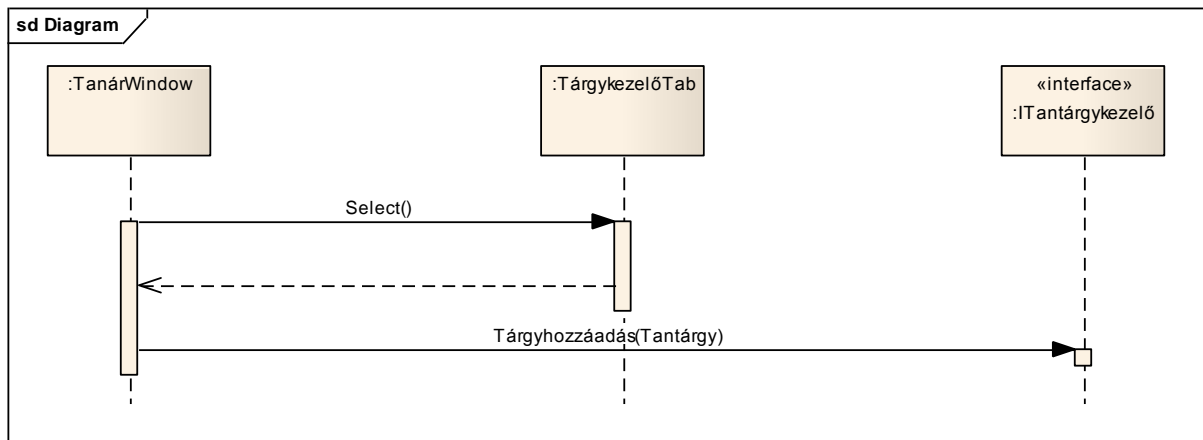 sd Diagram
:TanárWindow
:TárgykezelőTab
«interface»
:ITantárgykezelő
Select()
Tárgyhozzáadás(Tantárgy)